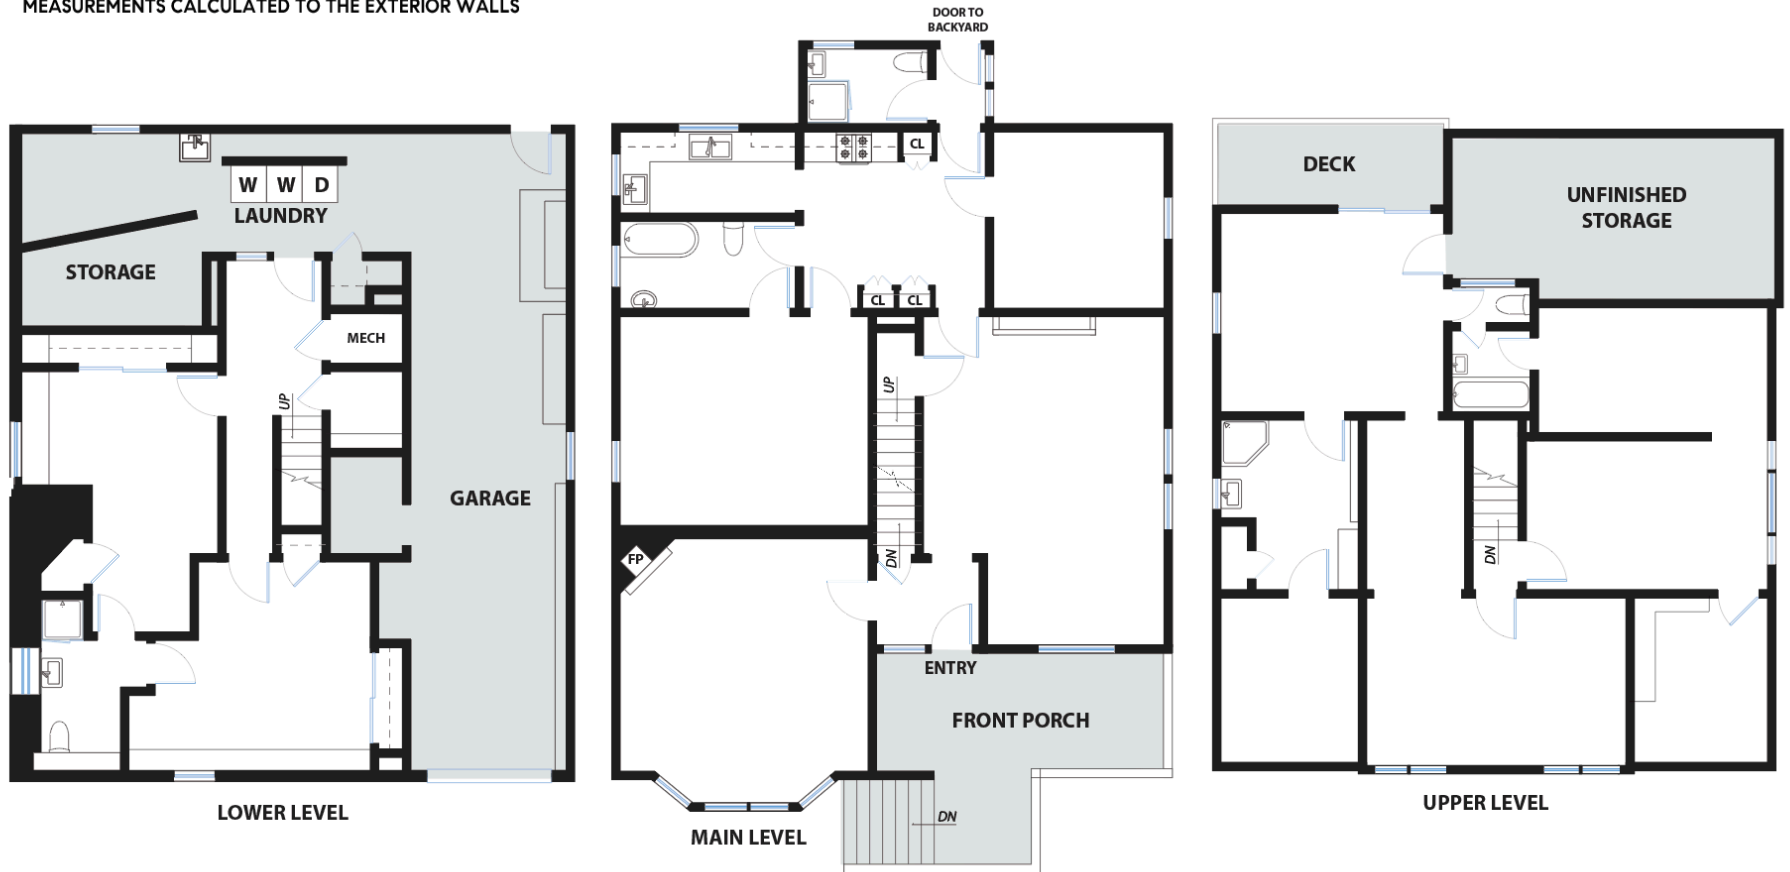 MEASUREMENTS CALCULATED TO THE EXTERIOR WALLS
W W D
LAUNDRY
STORAGE
MECH
UP
GARAGE
LOWER LEVEL
DOOR TO
BACKYARD
CL
CL CL
UP
DN
FP
ENTRY
FRONT PORCH
DN
MAIN LEVEL
DECK
UNFINISHED
STORAGE
DN
UPPER LEVEL